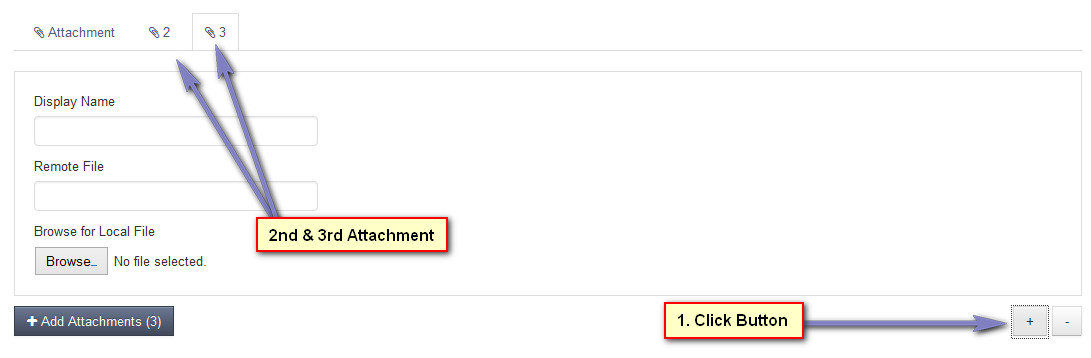 Attachment 2 3
Display Name
Remote File
2nd & 3rd Attachment
Browse for Local File
Browse… No file selected.
+ Add Attachments (3)
1. Click Button
+ -